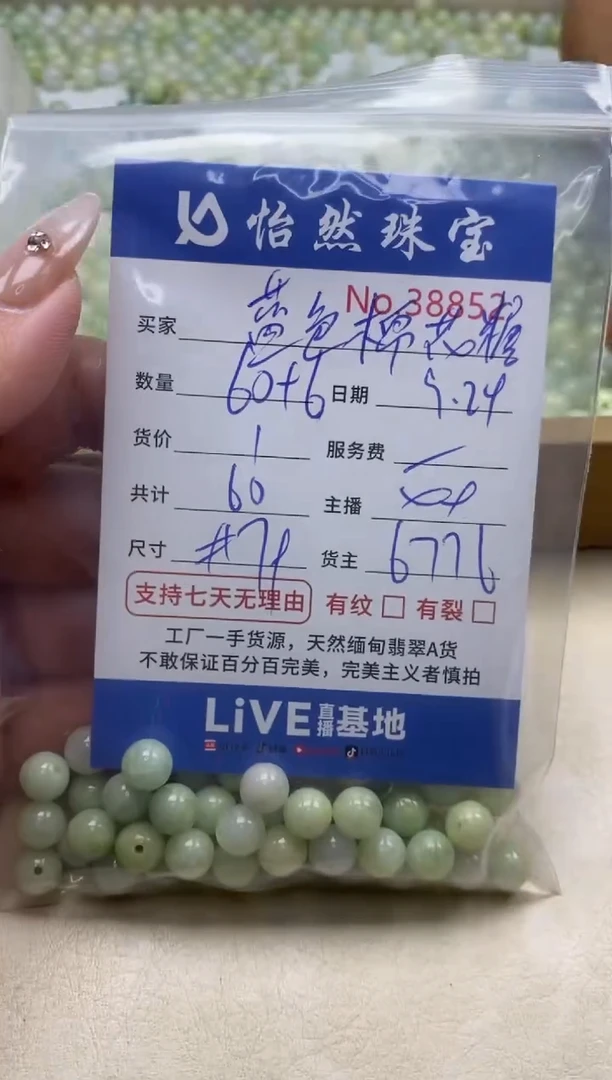 怡然珠宝
No 38852
买家 蓝色棉花糖
数量 60+6 日期 5.24
货价 1 服务费
共计 60 主播
尺寸 #7 货主 6776
支持七天无理由 有纹 □ 有裂 □
工厂一手货源，天然缅甸翡翠A货
不敢保证百分百完美，完美主义者慎拍
LiVE直播基地